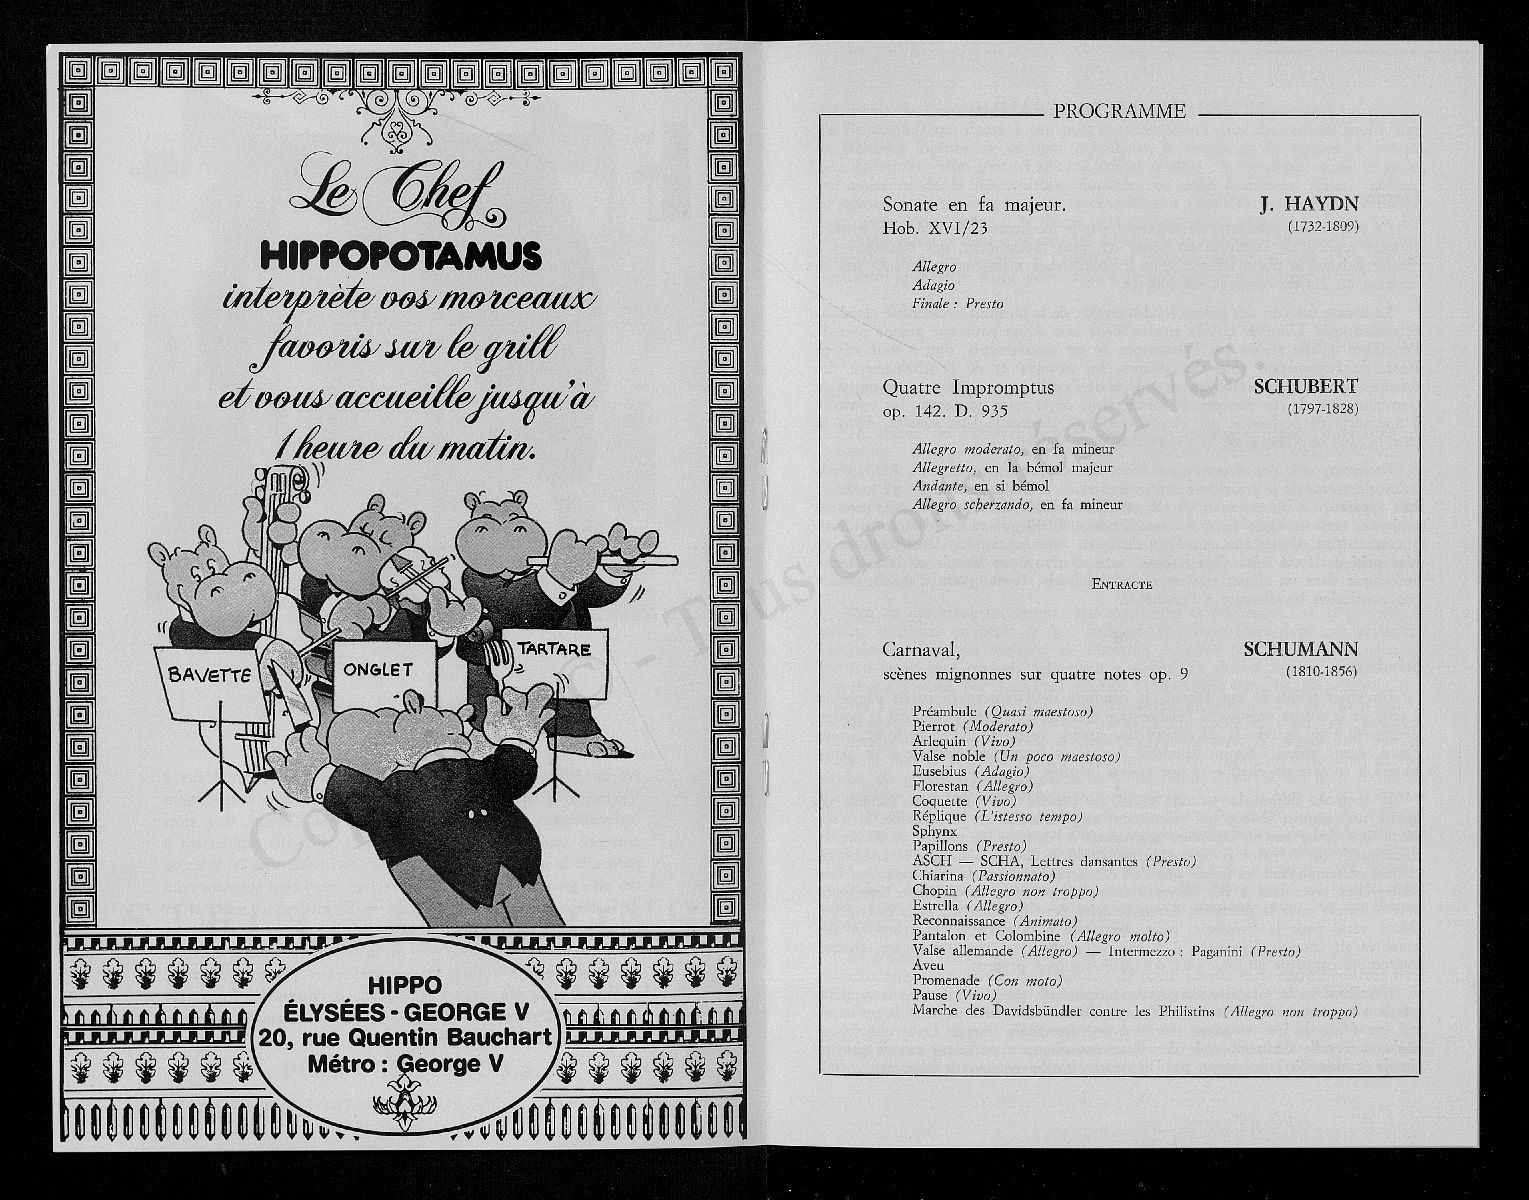 Le Chef
HIPPOPOTAMUS
interprète vos morceaux
favoris sur le grill
et vous accueille jusqu'à
1 heure du matin.
BAVETTE
ONGLET
TARTARE
HIPPO
ÉLYSÉES - GEORGE V
20, rue Quentin Bauchart
Métro : George V
PROGRAMME
Sonate en fa majeur. J. HAYDN
Hob. XVI/23 (1732-1809)
Allegro
Adagio
Finale : Presto
Quatre Impromptus SCHUBERT
op. 142. D. 935 (1797-1828)
Allegro moderato, en fa mineur
Allegretto, en la bémol majeur
Andante, en si bémol
Allegro scherzando, en fa mineur
ENTRACTE
Carnaval, SCHUMANN
scènes mignonnes sur quatre notes op. 9 (1810-1856)
Préambule (Quasi maestoso)
Pierrot (Moderato)
Arlequin (Vivo)
Valse noble (Un poco maestoso)
Eusebius (Adagio)
Florestan (Allegro)
Coquette (Vivo)
Réplique (L'istesso tempo)
Sphynx
Papillons (Presto)
ASCH — SCHA, Lettres dansantes (Presto)
Chiarina (Passionnato)
Chopin (Allegro non troppo)
Estrella (Allegro)
Reconnaissance (Animato)
Pantalon et Colombine (Allegro molto)
Valse allemande (Allegro) — Intermezzo : Paganini (Presto)
Aveu
Promenade (Con moto)
Pause (Vivo)
Marche des Davidsbündler contre les Philistins (Allegro non troppo)